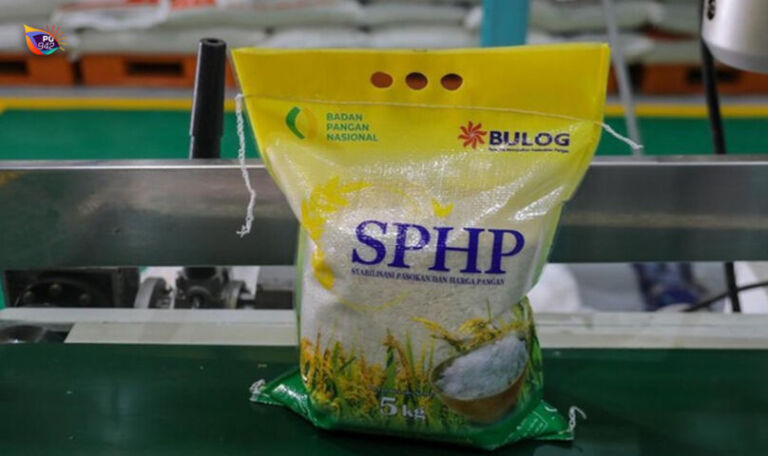 PG
942
BADAN
PANGAN
NASIONAL
BULOG
SPHP
STABILISASI PASOKAN DAN HARGA PANGAN
5 kg